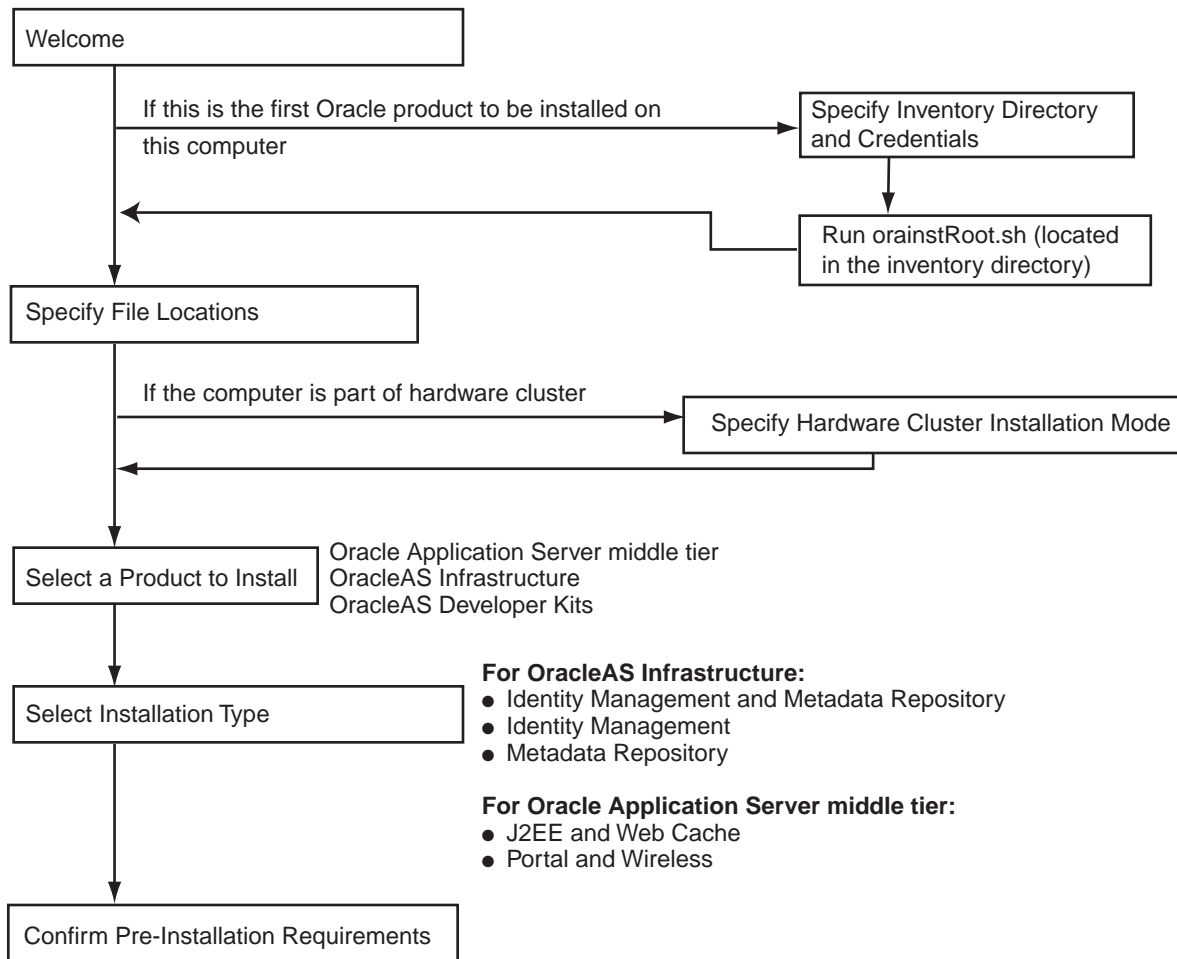 Welcome
If this is the first Oracle product to be installed on
this computer
Specify Inventory Directory
and Credentials
Run orainstRoot.sh (located
in the inventory directory)
Specify File Locations
If the computer is part of hardware cluster
Specify Hardware Cluster Installation Mode
Select a Product to Install
Oracle Application Server middle tier
OracleAS Infrastructure
OracleAS Developer Kits
Select Installation Type
For OracleAS Infrastructure:
● Identity Management and Metadata Repository
● Identity Management
● Metadata Repository
For Oracle Application Server middle tier:
● J2EE and Web Cache
● Portal and Wireless
Confirm Pre-Installation Requirements